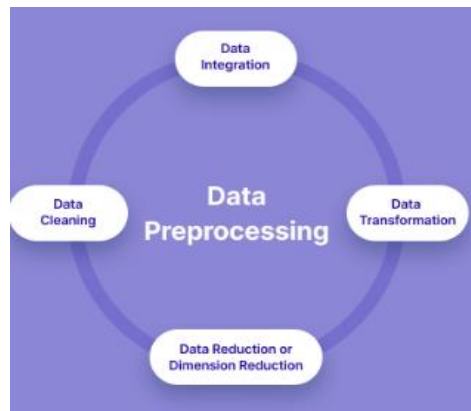 Data
Integration
Data
Cleaning
Data
Preprocessing
Data
Transformation
Data Reduction or
Dimension Reduction